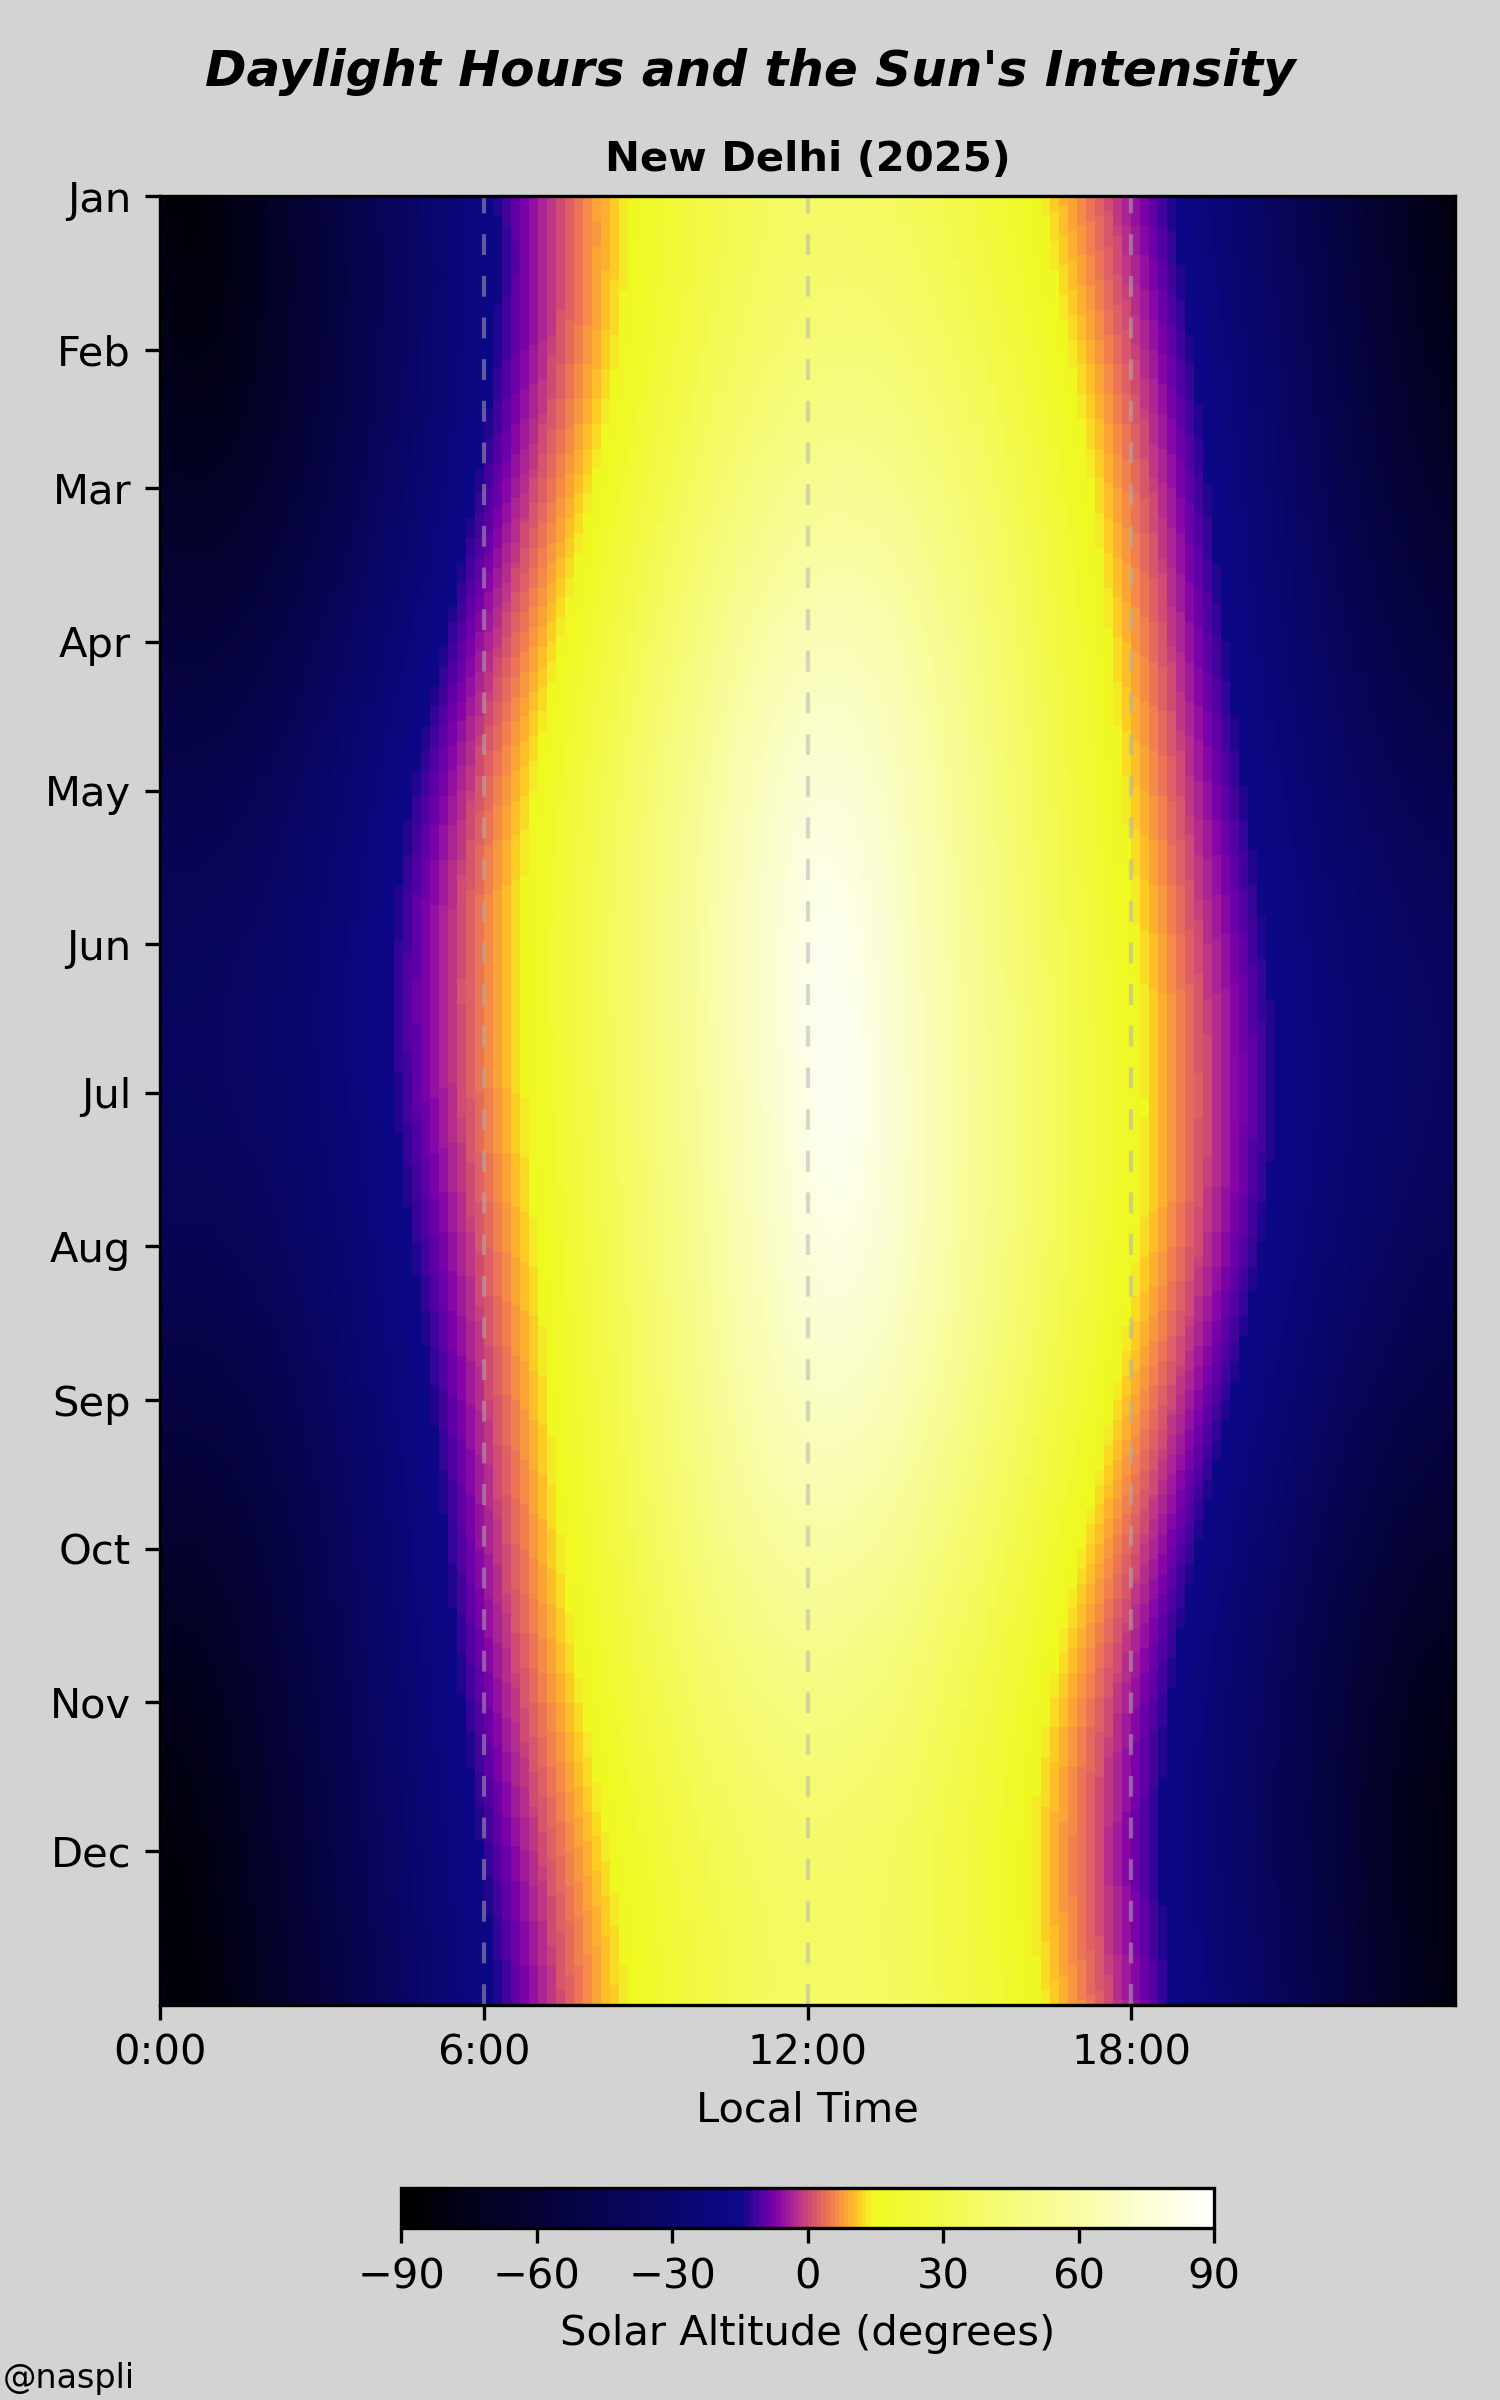 Daylight Hours and the Sun's Intensity
New Delhi (2025)
Jan
Feb
Mar
Apr
May
Jun
Jul
Aug
Sep
Oct
Nov
Dec
0:00 6:00 12:00 18:00
Local Time
−90 −60 −30 0 30 60 90
Solar Altitude (degrees)
@naspli